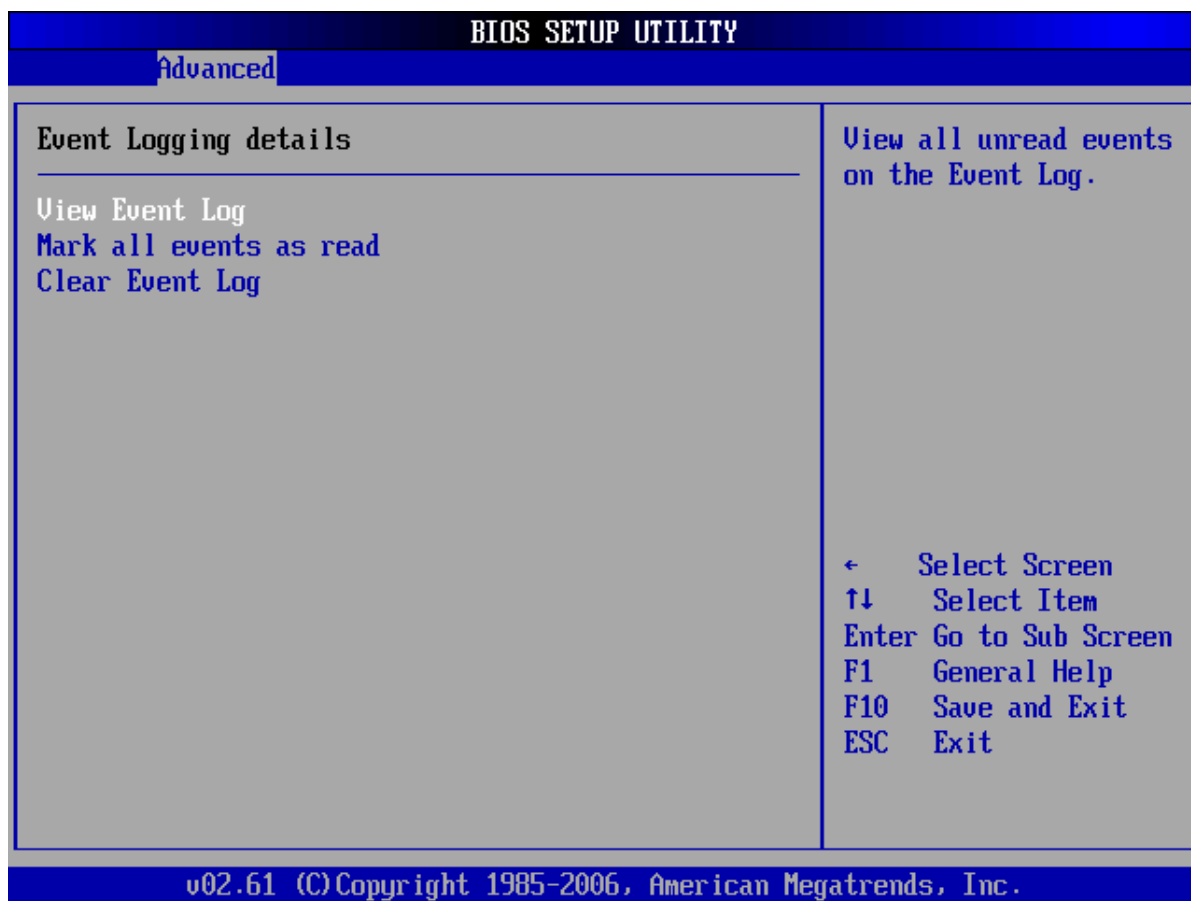 BIOS SETUP UTILITY
Advanced
Event Logging details
View Event Log
Mark all events as read
Clear Event Log
View all unread events
on the Event Log.
← Select Screen
↑↓ Select Item
Enter Go to Sub Screen
F1 General Help
F10 Save and Exit
ESC Exit
v02.61 (C)Copyright 1985-2006, American Megatrends, Inc.